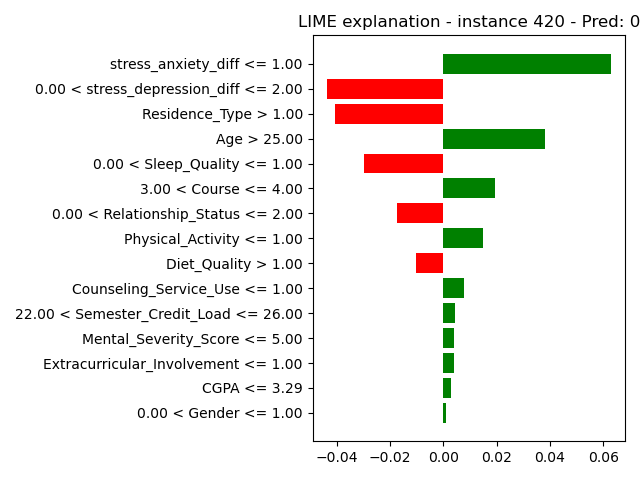 LIME explanation - instance 420 - Pred: 0
stress_anxiety_diff <= 1.00
0.00 < stress_depression_diff <= 2.00
Residence_Type > 1.00
Age > 25.00
0.00 < Sleep_Quality <= 1.00
3.00 < Course <= 4.00
0.00 < Relationship_Status <= 2.00
Physical_Activity <= 1.00
Diet_Quality > 1.00
Counseling_Service_Use <= 1.00
22.00 < Semester_Credit_Load <= 26.00
Mental_Severity_Score <= 5.00
Extracurricular_Involvement <= 1.00
CGPA <= 3.29
0.00 < Gender <= 1.00
−0.04 −0.02 0.00 0.02 0.04 0.06